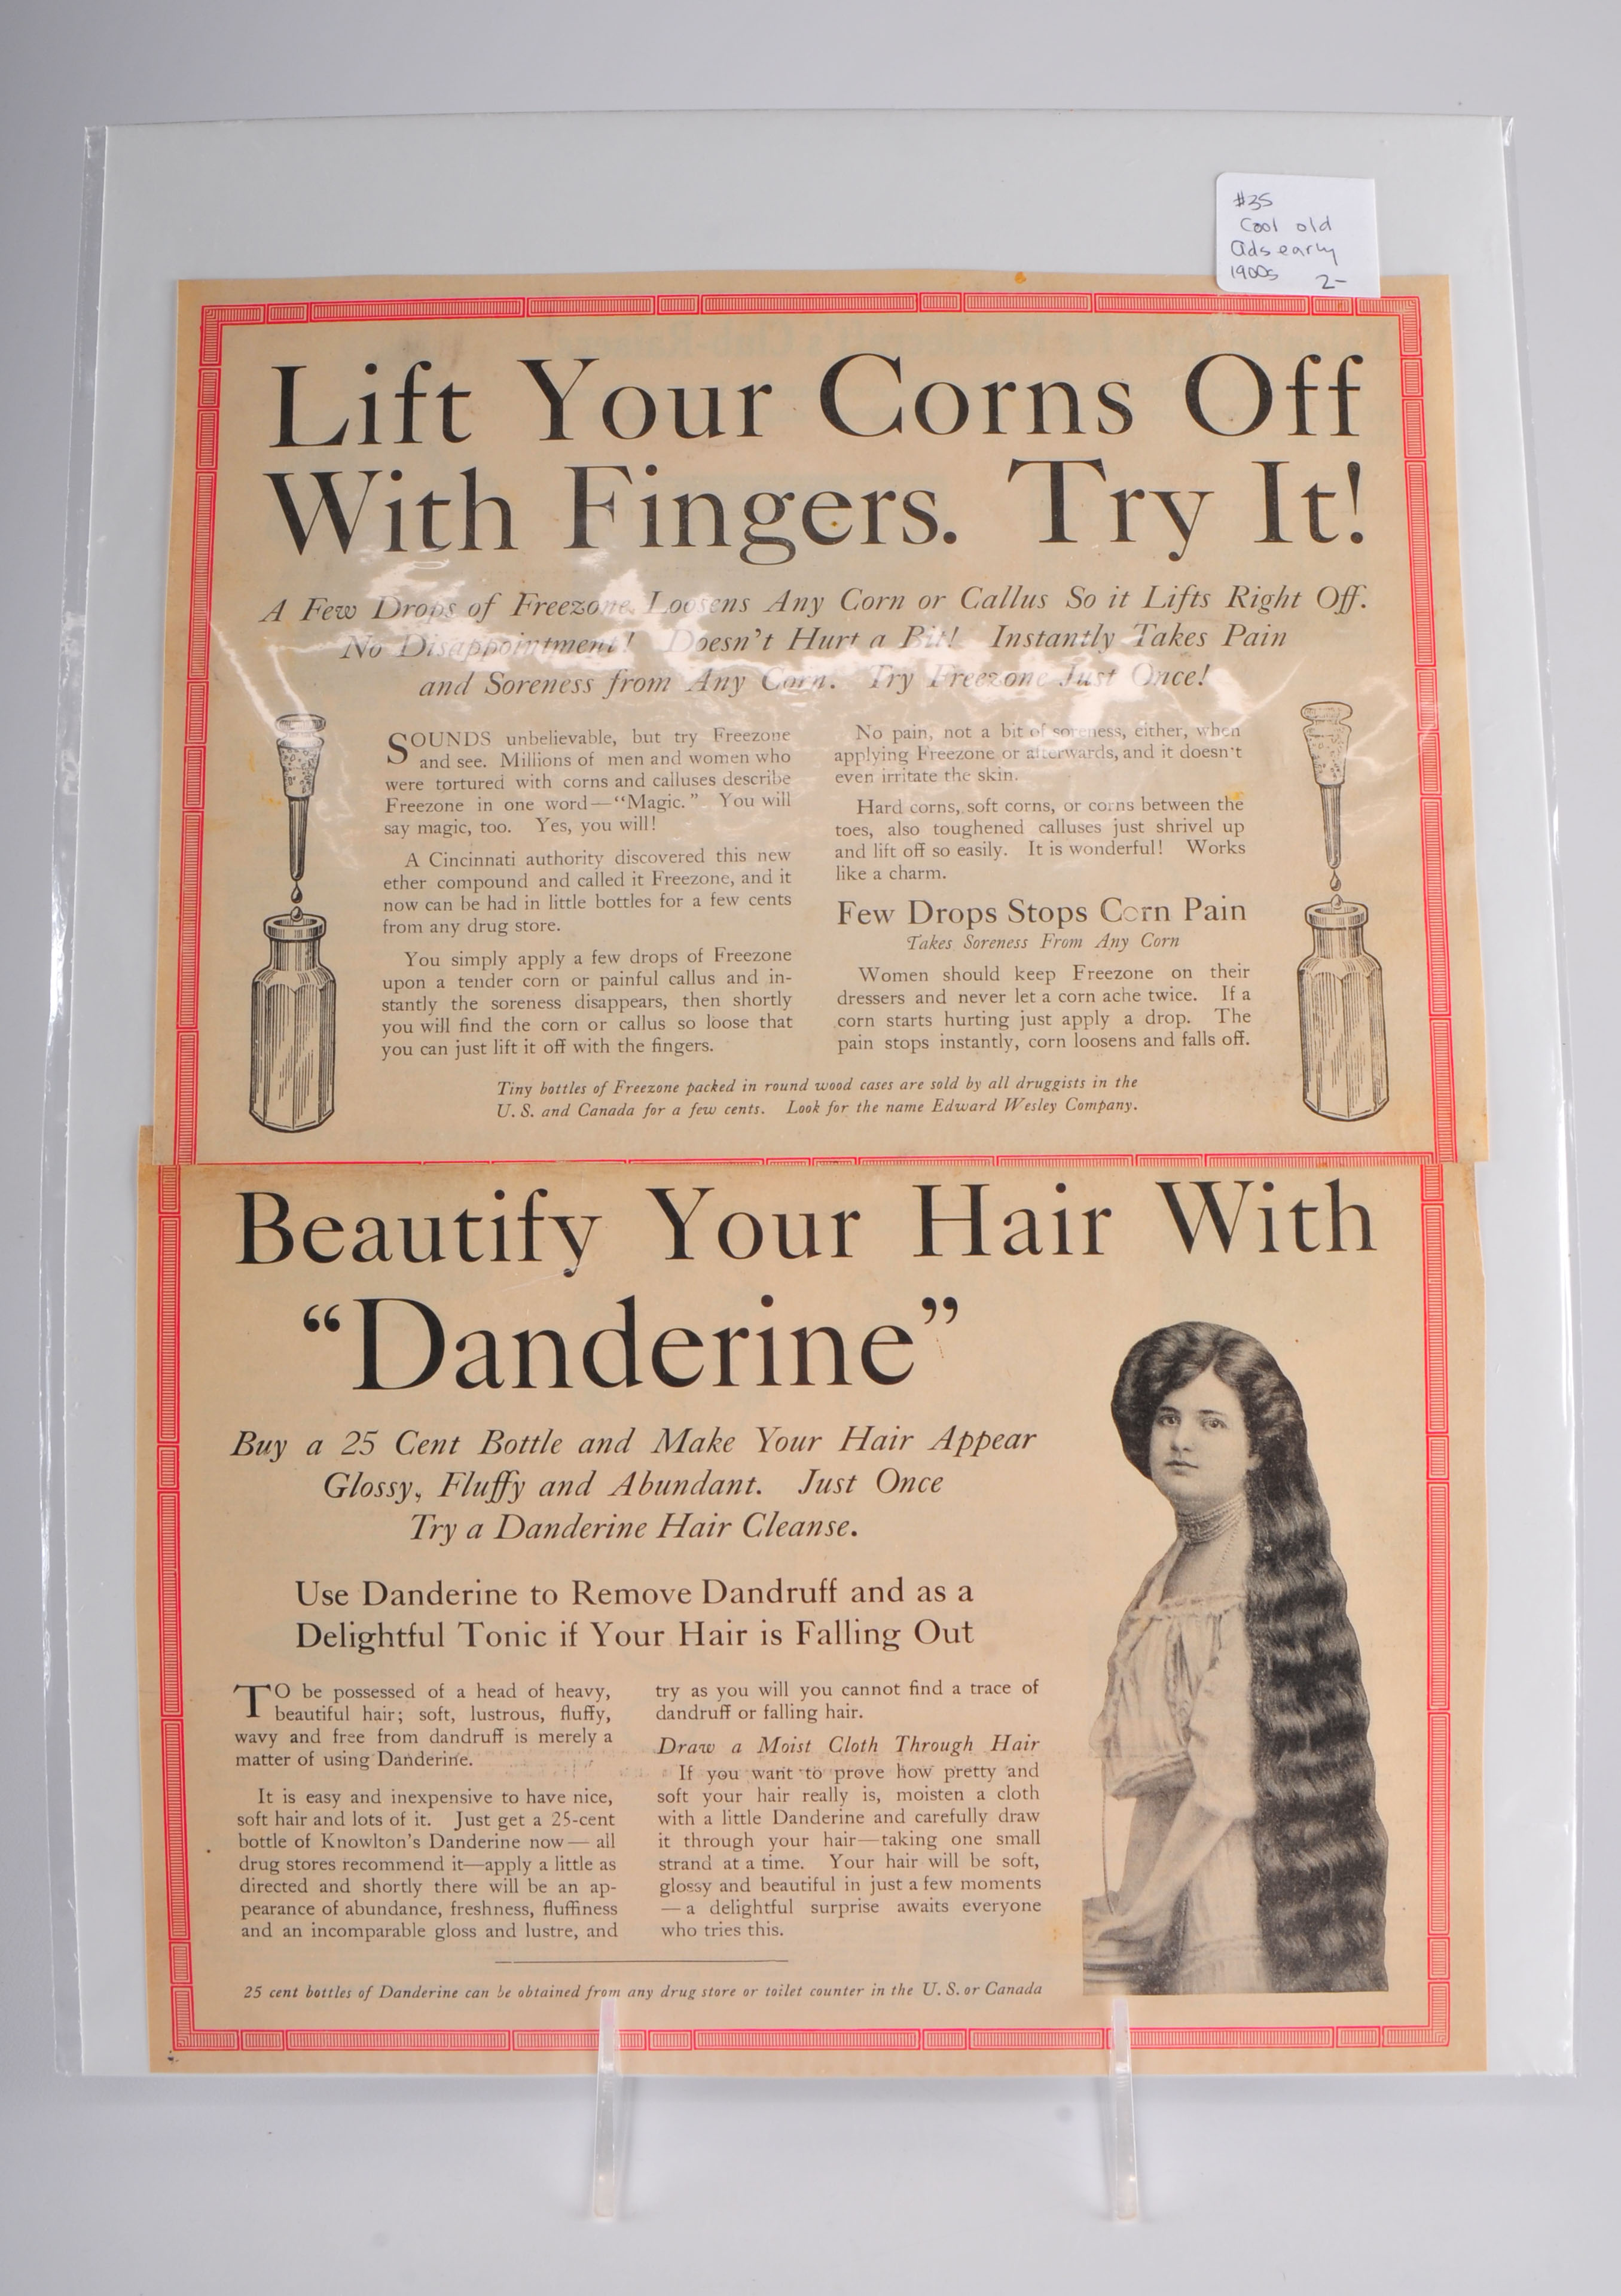 #35
Cool old
Ads early
1900s 2-
Lift Your Corns Off
With Fingers. Try It!
A Few Drops of Freezone Loosens Any Corn or Callus So it Lifts Right Off.
No Disappointment! Doesn't Hurt a Bit! Instantly Takes Pain
and Soreness from Any Corn. Try Freezone Just Once!
SOUNDS unbelievable, but try Freezone
and see. Millions of men and women who
were tortured with corns and calluses describe
Freezone in one word—"Magic." You will
say magic, too. Yes, you will!
A Cincinnati authority discovered this new
ether compound and called it Freezone, and it
now can be had in little bottles for a few cents
from any drug store.
You simply apply a few drops of Freezone
upon a tender corn or painful callus and in-
stantly the soreness disappears, then shortly
you will find the corn or callus so loose that
you can just lift it off with the fingers.
No pain, not a bit of soreness, either, when
applying Freezone or afterwards, and it doesn't
even irritate the skin.
Hard corns, soft corns, or corns between the
toes, also toughened calluses just shrivel up
and lift off so easily. It is wonderful! Works
like a charm.
Few Drops Stops Corn Pain
Takes Soreness From Any Corn
Women should keep Freezone on their
dressers and never let a corn ache twice. If a
corn starts hurting just apply a drop. The
pain stops instantly, corn loosens and falls off.
Tiny bottles of Freezone packed in round wood cases are sold by all druggists in the
U. S. and Canada for a few cents. Look for the name Edward Wesley Company.
Beautify Your Hair With
"Danderine"
Buy a 25 Cent Bottle and Make Your Hair Appear
Glossy, Fluffy and Abundant. Just Once
Try a Danderine Hair Cleanse.
Use Danderine to Remove Dandruff and as a
Delightful Tonic if Your Hair is Falling Out
TO be possessed of a head of heavy,
beautiful hair; soft, lustrous, fluffy,
wavy and free from dandruff is merely a
matter of using Danderine.
It is easy and inexpensive to have nice,
soft hair and lots of it. Just get a 25-cent
bottle of Knowlton's Danderine now—all
drug stores recommend it—apply a little as
directed and shortly there will be an ap-
pearance of abundance, freshness, fluffiness
and an incomparable gloss and lustre, and
try as you will you cannot find a trace of
dandruff or falling hair.
Draw a Moist Cloth Through Hair
If you want to prove how pretty and
soft your hair really is, moisten a cloth
with a little Danderine and carefully draw
it through your hair—taking one small
strand at a time. Your hair will be soft,
glossy and beautiful in just a few moments
—a delightful surprise awaits everyone
who tries this.
25 cent bottles of Danderine can be obtained from any drug store or toilet counter in the U. S. or Canada